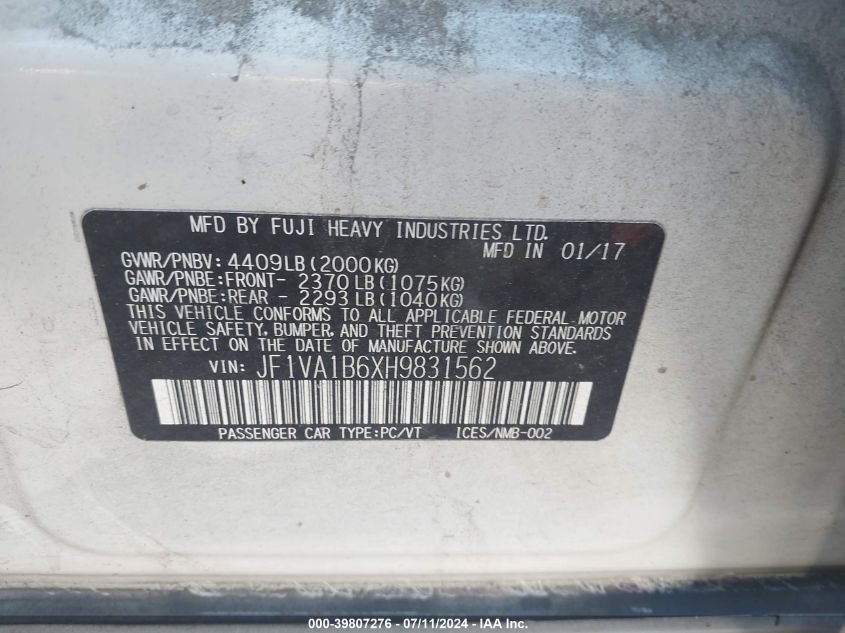 MFD BY FUJI HEAVY INDUSTRIES LTD.
MFD IN 01/17
GVWR/PNBV: 4409LB(2000KG)
GAWR/PNBE:FRONT- 2370LB(1075KG)
GAWR/PNBE:REAR - 2293LB(1040KG)
THIS VEHICLE CONFORMS TO ALL APPLICABLE FEDERAL MOTOR
VEHICLE SAFETY, BUMPER, AND THEFT PREVENTION STANDARDS
IN EFFECT ON THE DATE OF MANUFACTURE SHOWN ABOVE.
VIN: JF1VA1B6XH9831562
PASSENGER CAR TYPE:PC/VT ICES/NMB-002
000-39807276 - 07/11/2024 - IAA, Inc.